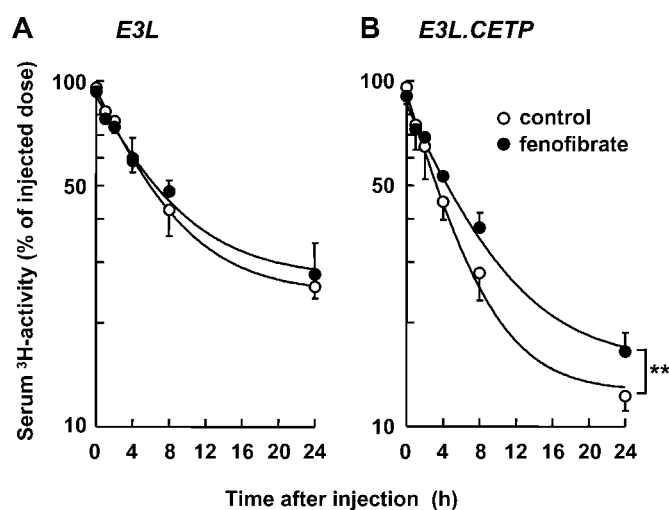 A E3L
B E3L.CETP
Serum ³H-activity (% of injected dose)
100
50
10
0 4 8 12 16 20 24
100
50
10
0 4 8 12 16 20 24
control
fenofibrate
**
Time after injection (h)